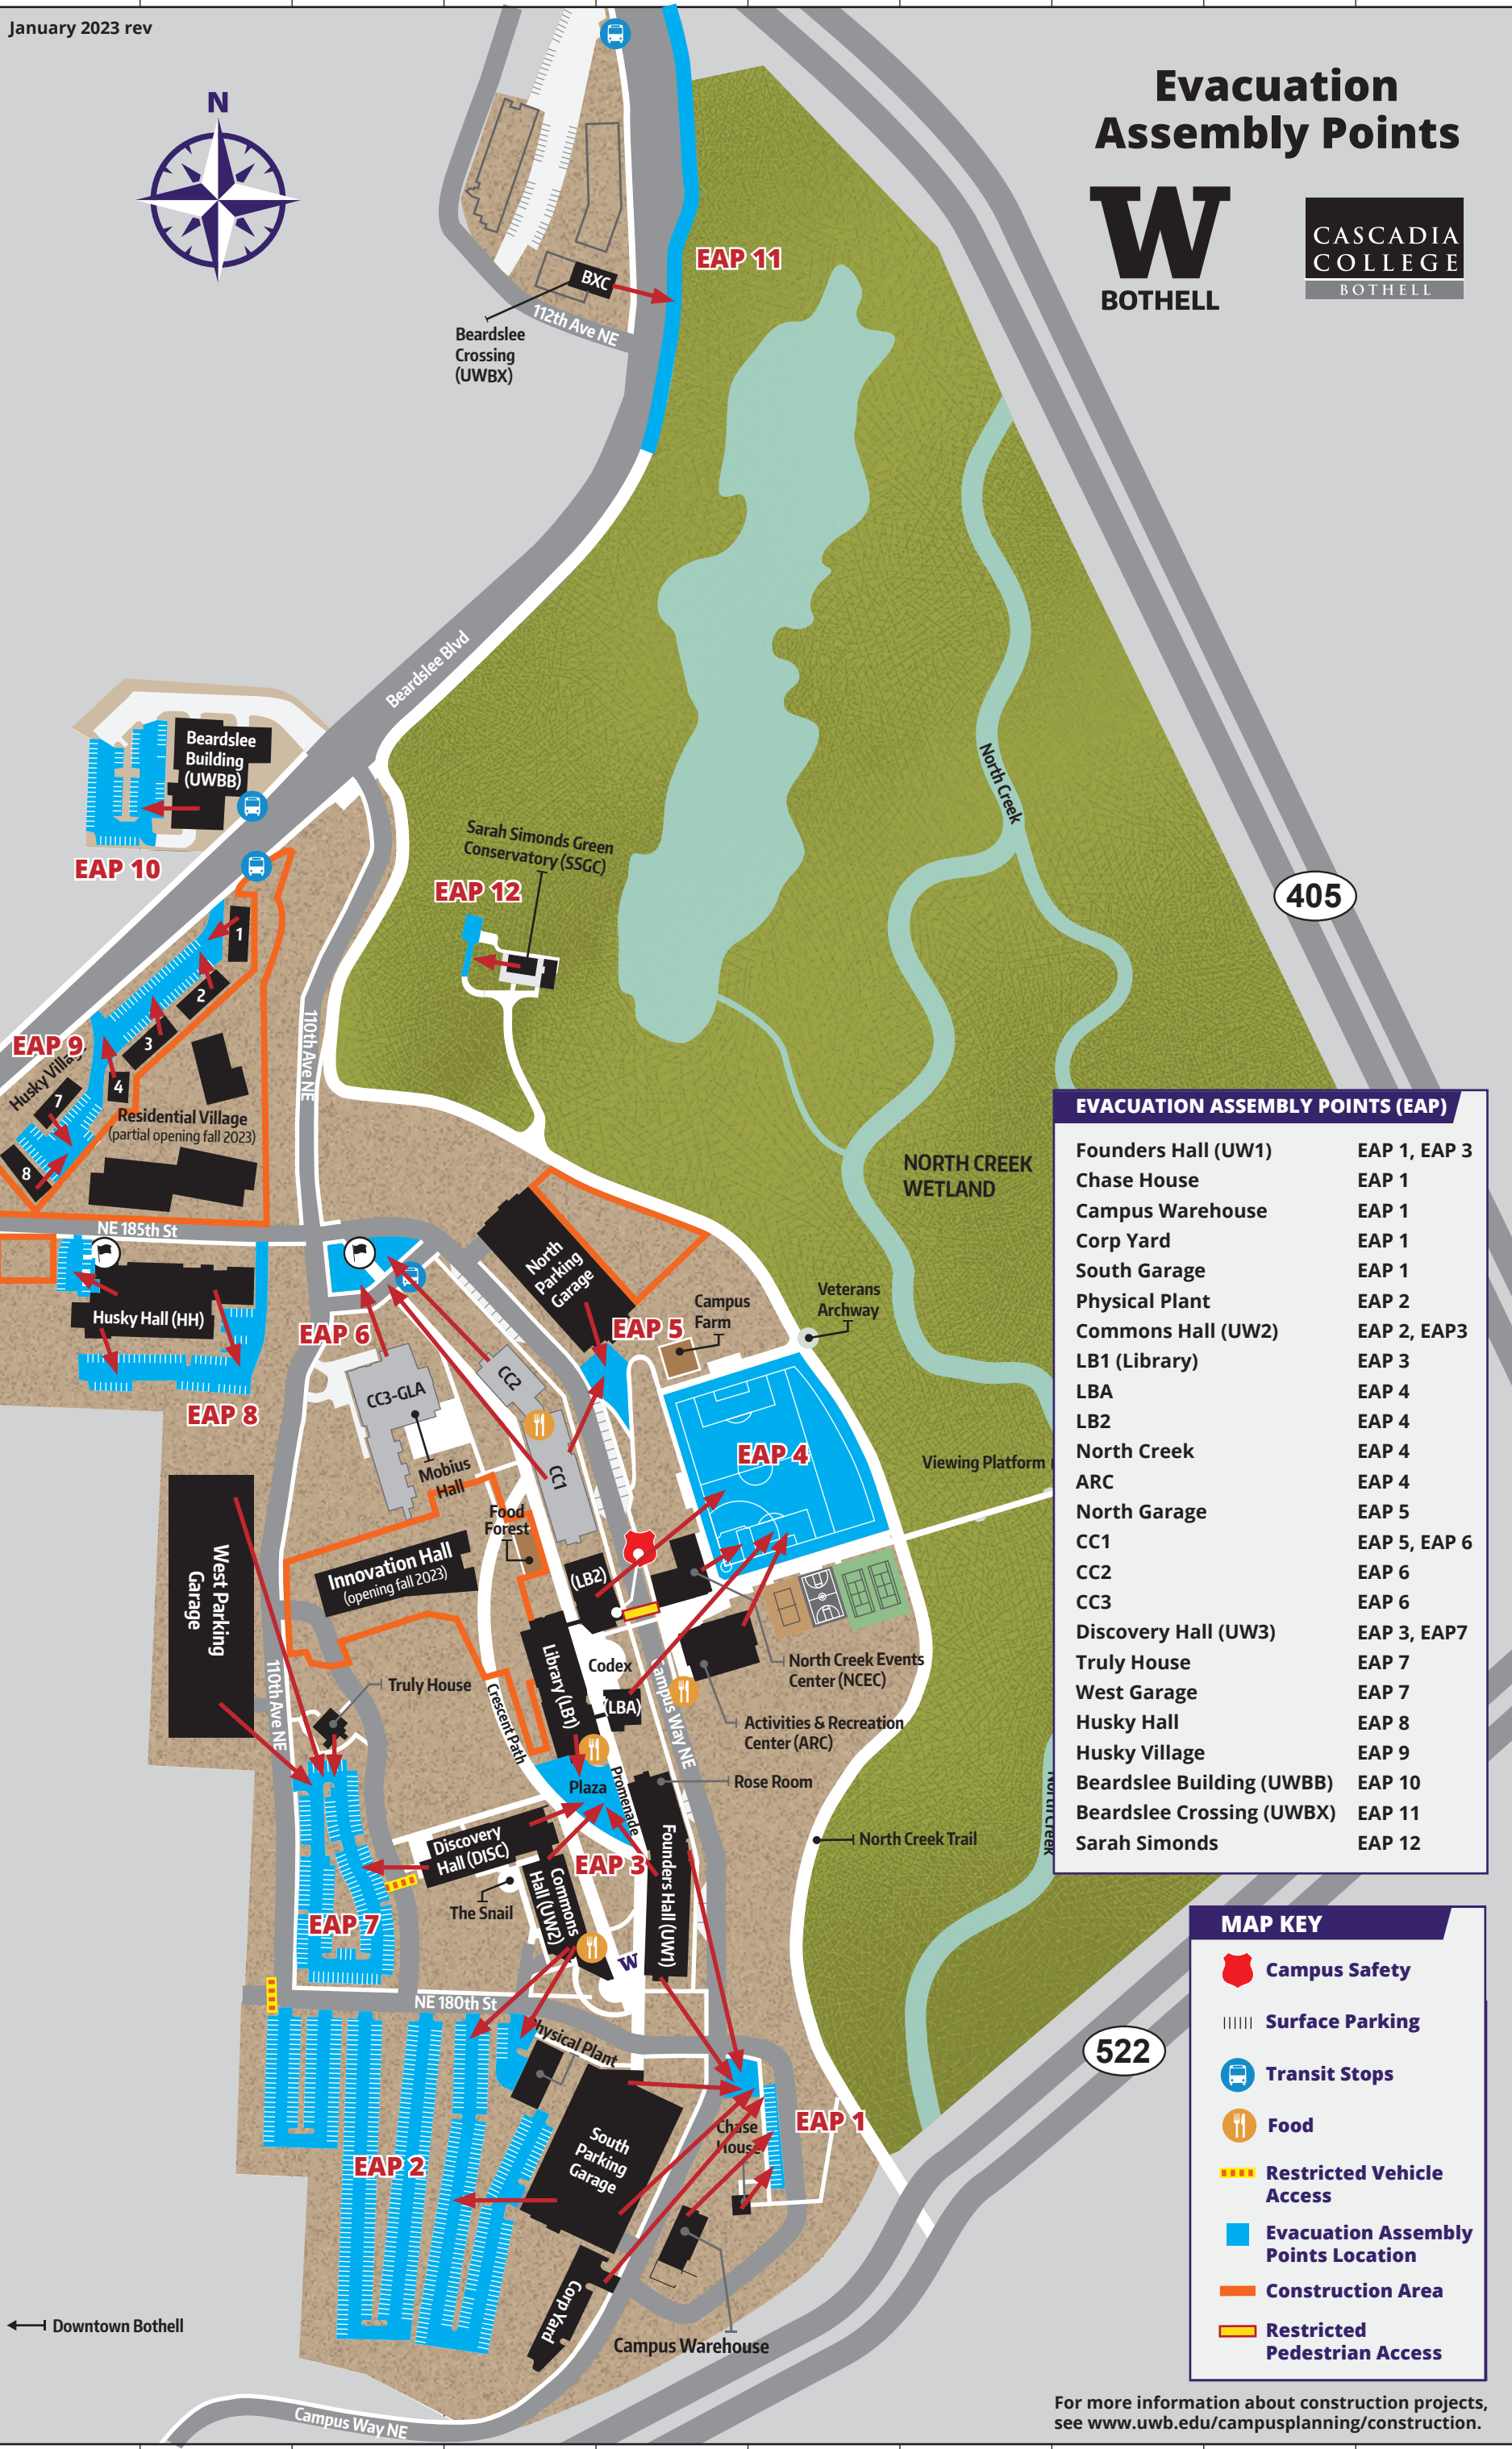 January 2023 rev
N
Evacuation
Assembly Points
W
BOTHELL
CASCADIA
COLLEGE
BOTHELL
EAP 11
BXC
112th Ave NE
Beardslee
Crossing
(UWBX)
Beardslee Blvd
Beardslee
Building
(UWBB)
EAP 10
North Creek
Sarah Simonds Green
Conservatory (SSGC)
EAP 12
405
1
2
3
4
7
8
EAP 9
Husky Village
110th Ave NE
Residential Village
(partial opening fall 2023)
NE 185th St
NORTH CREEK
WETLAND
North
Parking
Garage
Husky Hall (HH)
EAP 6
EAP 5
Campus
Farm
Veterans
Archway
EAP 8
CC3-GLA
CC2
CC1
Mobius
Hall
EAP 4
Viewing Platform
Food
Forest
West Parking
Garage
Innovation Hall
(opening fall 2023)
(LB2)
Library (LB1)
Codex
(LBA)
Campus Way NE
North Creek Events
Center (NCEC)
Activities & Recreation
Center (ARC)
Truly House
110th Ave NE
Crescent Path
Plaza
Promenade
Rose Room
North Creek Trail
North Creek
Discovery
Hall (DISC)
EAP 3
The Snail
Commons
Hall (UW2)
Founders Hall (UW1)
W
EAP 7
NE 180th St
Physical Plant
522
South
Parking
Garage
Chase
House
EAP 1
EAP 2
Corp Yard
Campus Warehouse
Downtown Bothell
Campus Way NE
EVACUATION ASSEMBLY POINTS (EAP)
Founders Hall (UW1) EAP 1, EAP 3
Chase House EAP 1
Campus Warehouse EAP 1
Corp Yard EAP 1
South Garage EAP 1
Physical Plant EAP 2
Commons Hall (UW2) EAP 2, EAP3
LB1 (Library) EAP 3
LBA EAP 4
LB2 EAP 4
North Creek EAP 4
ARC EAP 4
North Garage EAP 5
CC1 EAP 5, EAP 6
CC2 EAP 6
CC3 EAP 6
Discovery Hall (UW3) EAP 3, EAP7
Truly House EAP 7
West Garage EAP 7
Husky Hall EAP 8
Husky Village EAP 9
Beardslee Building (UWBB) EAP 10
Beardslee Crossing (UWBX) EAP 11
Sarah Simonds EAP 12
MAP KEY
Campus Safety
Surface Parking
Transit Stops
Food
Restricted Vehicle
Access
Evacuation Assembly
Points Location
Construction Area
Restricted
Pedestrian Access
For more information about construction projects,
see www.uwb.edu/campusplanning/construction.